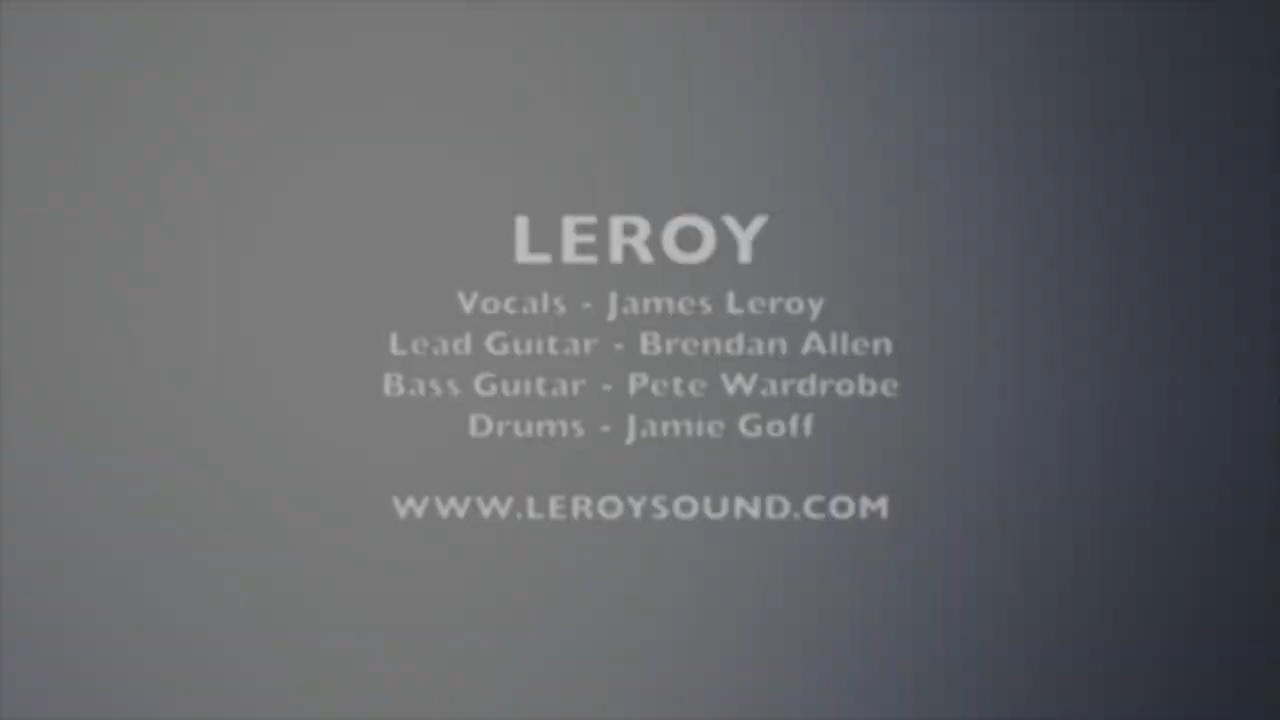 LEROY
Vocals - James Leroy
Lead Guitar - Brendan Allen
Bass Guitar - Pete Wardrobe
Drums - Jamie Goff
WWW.LEROYSOUND.COM